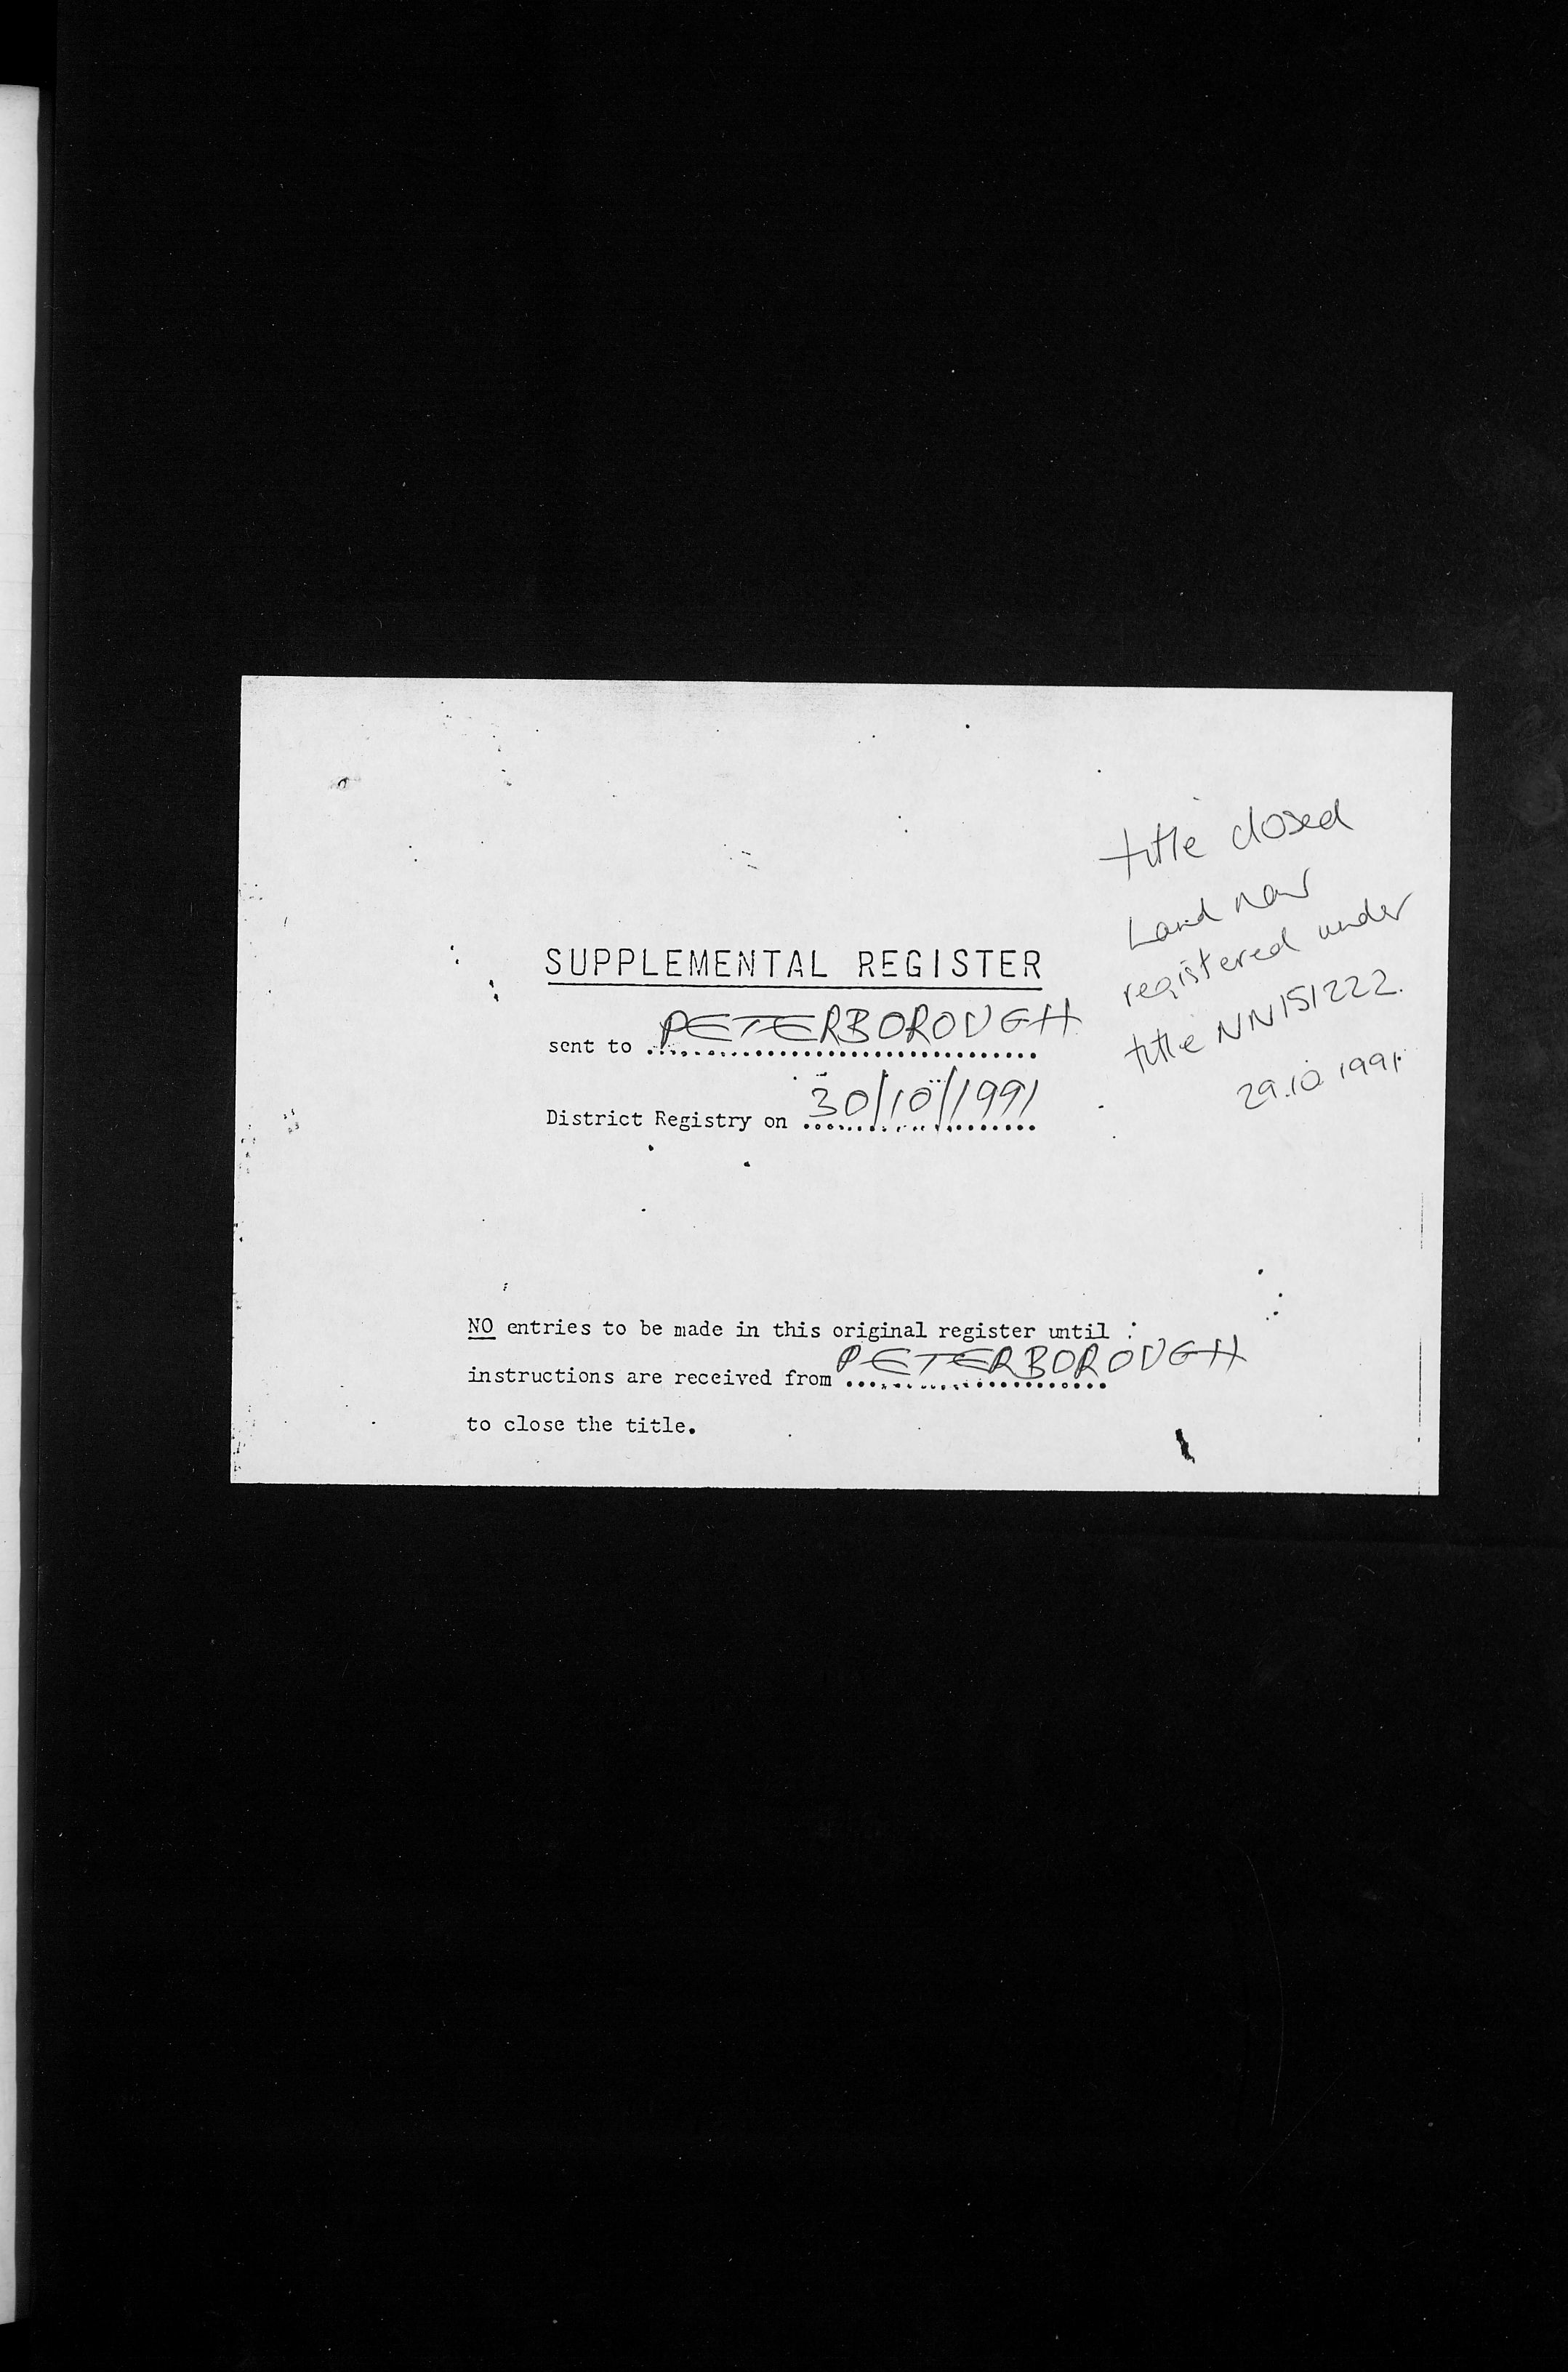 title closed
Land now
registered under
title NN151222.
29.10.1991.
SUPPLEMENTAL REGISTER
sent to PETERBOROUGH
District Registry on 30/10/1991
NO entries to be made in this original register until
instructions are received from PETERBOROUGH
to close the title.